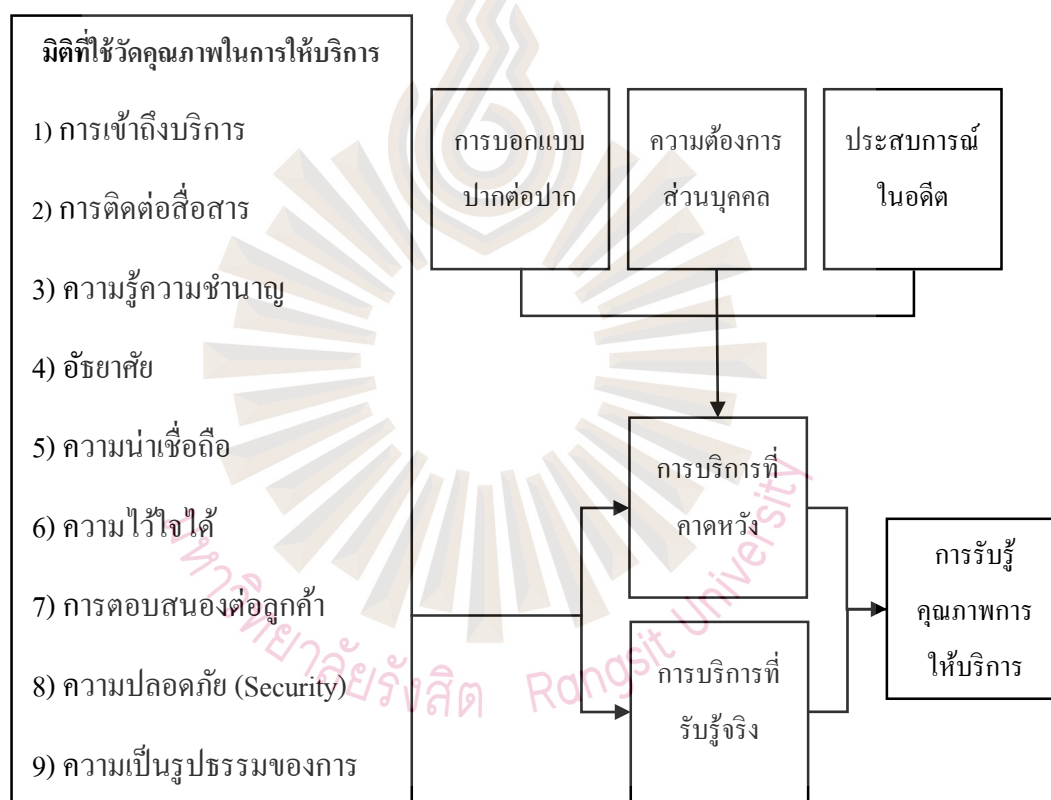 มิติที่ใช้วัดคุณภาพในการให้บริการ
1) การเข้าถึงบริการ
2) การติดต่อสื่อสาร
3) ความรู้ความชำนาญ
4) อัธยาศัย
5) ความน่าเชื่อถือ
6) ความไว้ใจได้
7) การตอบสนองต่อลูกค้า
8) ความปลอดภัย (Security)
9) ความเป็นรูปธรรมของการ
การบอกแบบ
ปากต่อปาก
ความต้องการ
ส่วนบุคคล
ประสบการณ์
ในอดีต
การบริการที่
คาดหวัง
การบริการที่
รับรู้จริง
การรับรู้
คุณภาพการ
ให้บริการ
มหาวิทยาลัยรังสิต Rangsit University